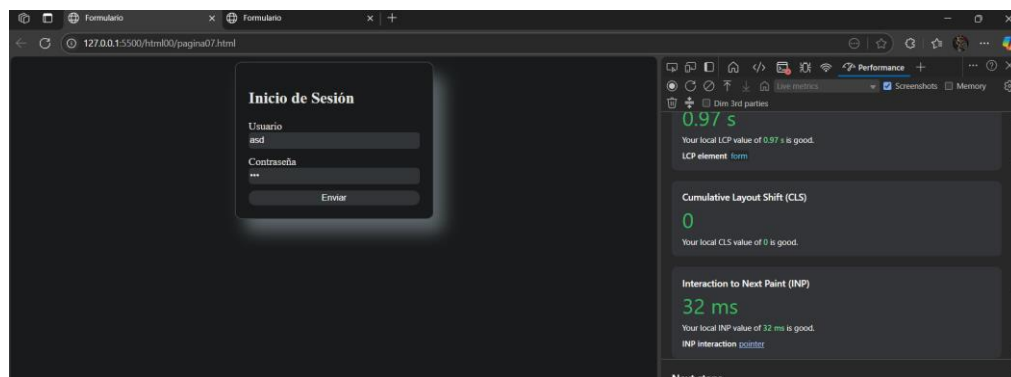 Formulario
Formulario
127.0.0.1:5500/html00/pagina07.html
Performance
Live metrics
Screenshots
Memory
Dim 3rd parties
Inicio de Sesión
Usuario
asd
Contraseña
•••
Enviar
0.97 s
Your local LCP value of 0.97 s is good.
LCP element form
Cumulative Layout Shift (CLS)
0
Your local CLS value of 0 is good.
Interaction to Next Paint (INP)
32 ms
Your local INP value of 32 ms is good.
INP interaction pointer